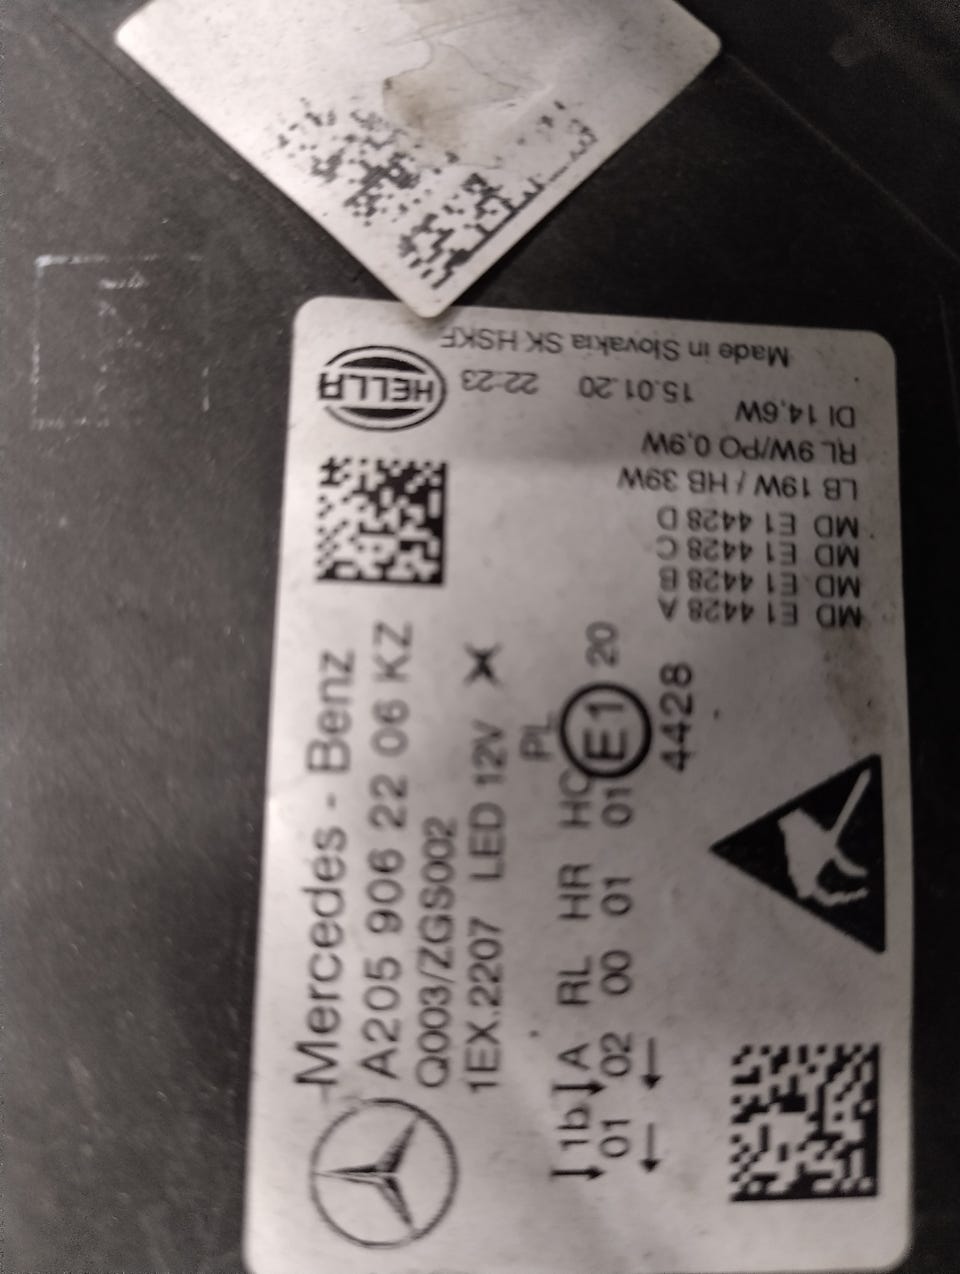 Mercedes - Benz
A205 906 22 06 KZ
Q003/ZGS002
1EX.2207 LED 12V X
PL
1b A RL HR HC E1 20
01 02 00 01 01
4428
HELLA
Made in Slovakia SK HSKF
15.01.20 22:23
DI 14,6W
RL 9W/PO 0,9W
LB 19W / HB 39W
MD E1 4428 D
MD E1 4428 C
MD E1 4428 B
MD E1 4428 A